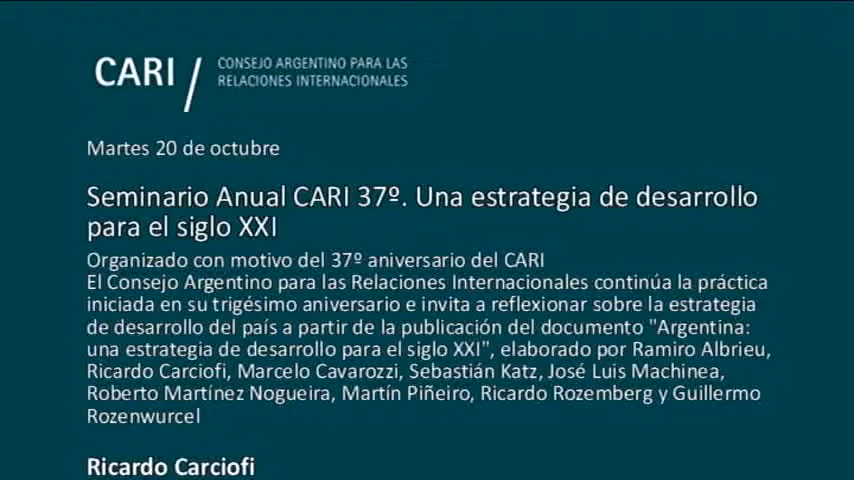 CARI / CONSEJO ARGENTINO PARA LAS
RELACIONES INTERNACIONALES
Martes 20 de octubre
Seminario Anual CARI 37º. Una estrategia de desarrollo
para el siglo XXI
Organizado con motivo del 37º aniversario del CARI
El Consejo Argentino para las Relaciones Internacionales continúa la práctica
iniciada en su trigésimo aniversario e invita a reflexionar sobre la estrategia
de desarrollo del país a partir de la publicación del documento "Argentina:
una estrategia de desarrollo para el siglo XXI", elaborado por Ramiro Albrieu,
Ricardo Carciofi, Marcelo Cavarozzi, Sebastián Katz, José Luis Machinea,
Roberto Martínez Nogueira, Martín Piñeiro, Ricardo Rozemberg y Guillermo
Rozenwurcel
Ricardo Carciofi